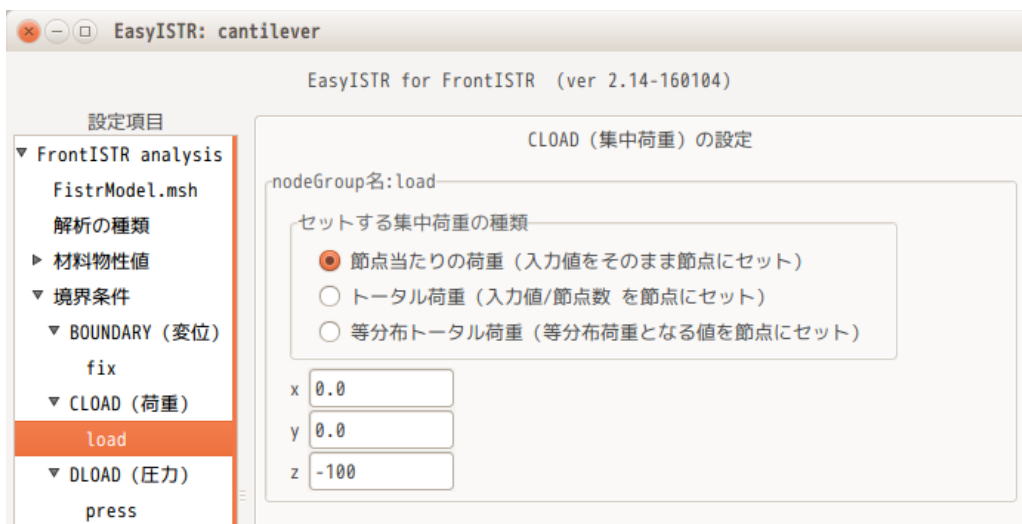 EasyISTR: cantilever
EasyISTR for FrontISTR (ver 2.14-160104)
設定項目
FrontISTR analysis
FistrModel.msh
解析の種類
材料物性値
境界条件
BOUNDARY (変位)
fix
CLOAD (荷重)
load
DLOAD (圧力)
press
CLOAD (集中荷重) の設定
nodeGroup名:load
セットする集中荷重の種類
節点当たりの荷重 (入力値をそのまま節点にセット)
トータル荷重 (入力値/節点数 を節点にセット)
等分布トータル荷重 (等分布荷重となる値を節点にセット)
x 0.0
y 0.0
z -100